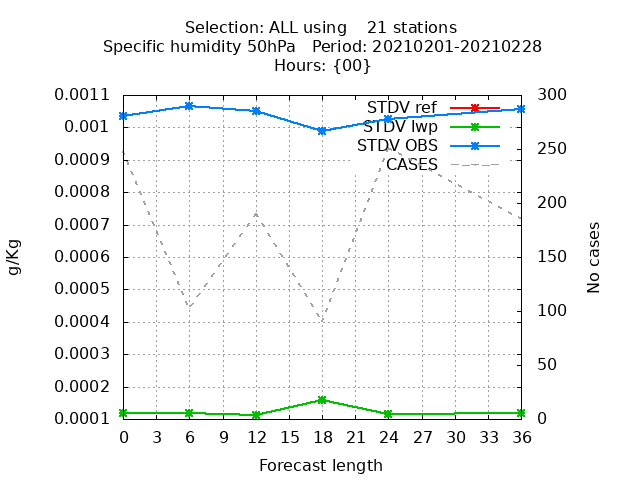 Selection: ALL using    21 stations
Specific humidity 50hPa   Period: 20210201-20210228
Hours: {00}
0.0011
0.001
0.0009
0.0008
0.0007
0.0006
0.0005
0.0004
0.0003
0.0002
0.0001
g/Kg
STDV ref
STDV lwp
STDV OBS
CASES
300
250
200
150
100
50
0
No cases
0 3 6 9 12 15 18 21 24 27 30 33 36
Forecast length